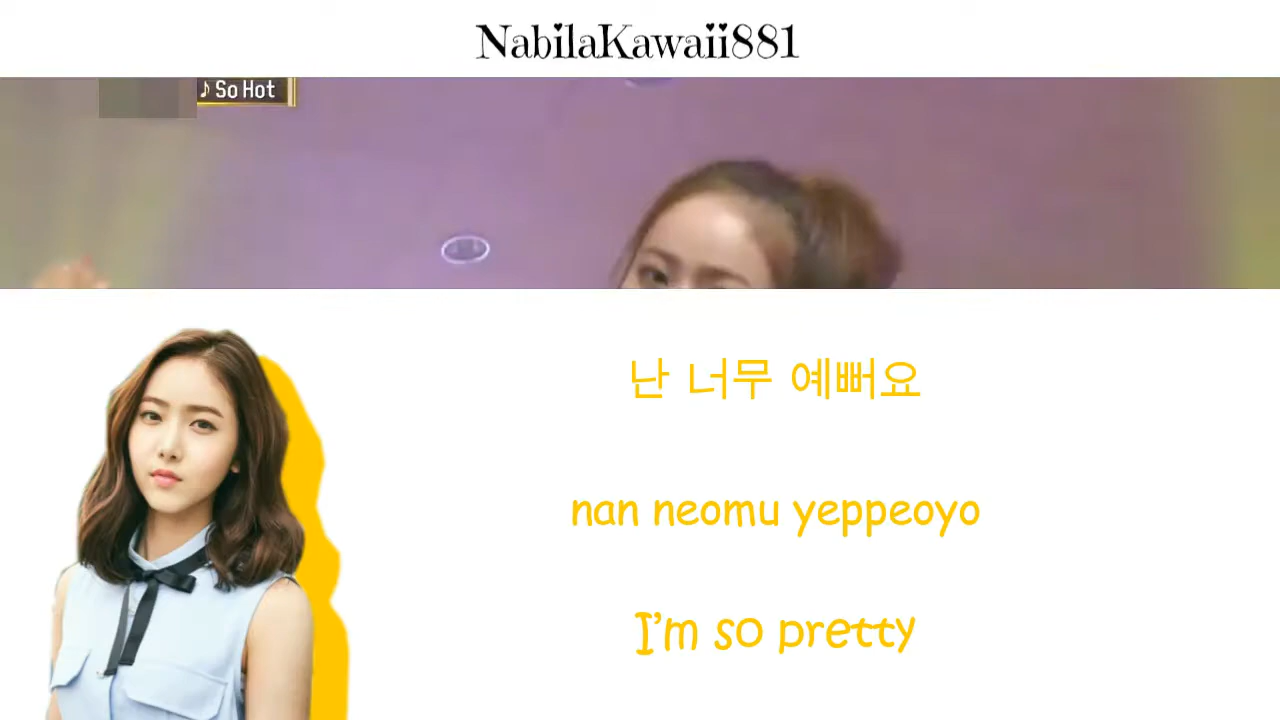 NabilaKawaii881
♪ So Hot
난 너무 예뻐요
nan neomu yeppeoyo
I'm so pretty